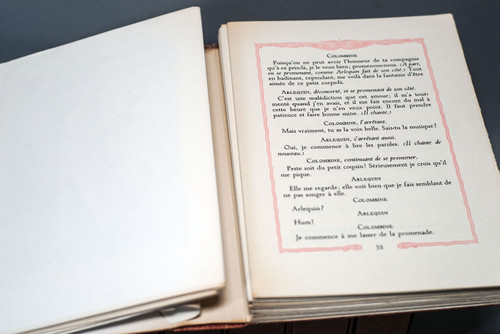 COLOMBINE
Puisqu'on ne peut avoir l'honneur de ta compagnie
qu'à ce prix-là, je le veux bien; promenons-nous. (A part,
en se promenant, comme Arlequin fait de son côté.) Tout
en badinant, cependant, me voilà dans la fantaisie d'être
aimée de ce petit corps-là.
ARLEQUIN, déconcerté, et se promenant de son côté.
C'est une malédiction que cet amour; il m'a tour-
menté quand j'en avais, et il me fait encore du mal à
cette heure que je n'en veux point. Il faut prendre
patience et faire bonne mine. (Il chante.)
COLOMBINE, l'arrêtant.
Mais vraiment, tu as la voix belle. Sais-tu la musique?
ARLEQUIN, s'arrêtant aussi.
Oui, je commence à lire les paroles. (Il chante de
nouveau.)
COLOMBINE, continuant de se promener.
Peste soit du petit coquin! Sérieusement je crois qu'il
me pique.
ARLEQUIN
Elle me regarde; elle voit bien que je fais semblant de
ne pas songer à elle.
COLOMBINE
Arlequin?
ARLEQUIN
Hum!
COLOMBINE
Je commence à me lasser de la promenade.
53